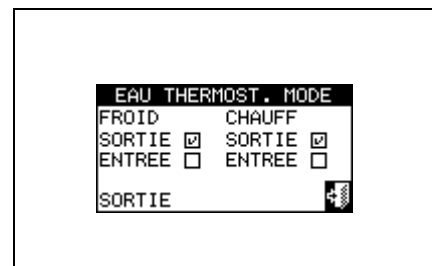 EAU THERMOST. MODE
FROID CHAUFF
SORTIE ☑ SORTIE ☑
ENTREE ☐ ENTREE ☐
SORTIE